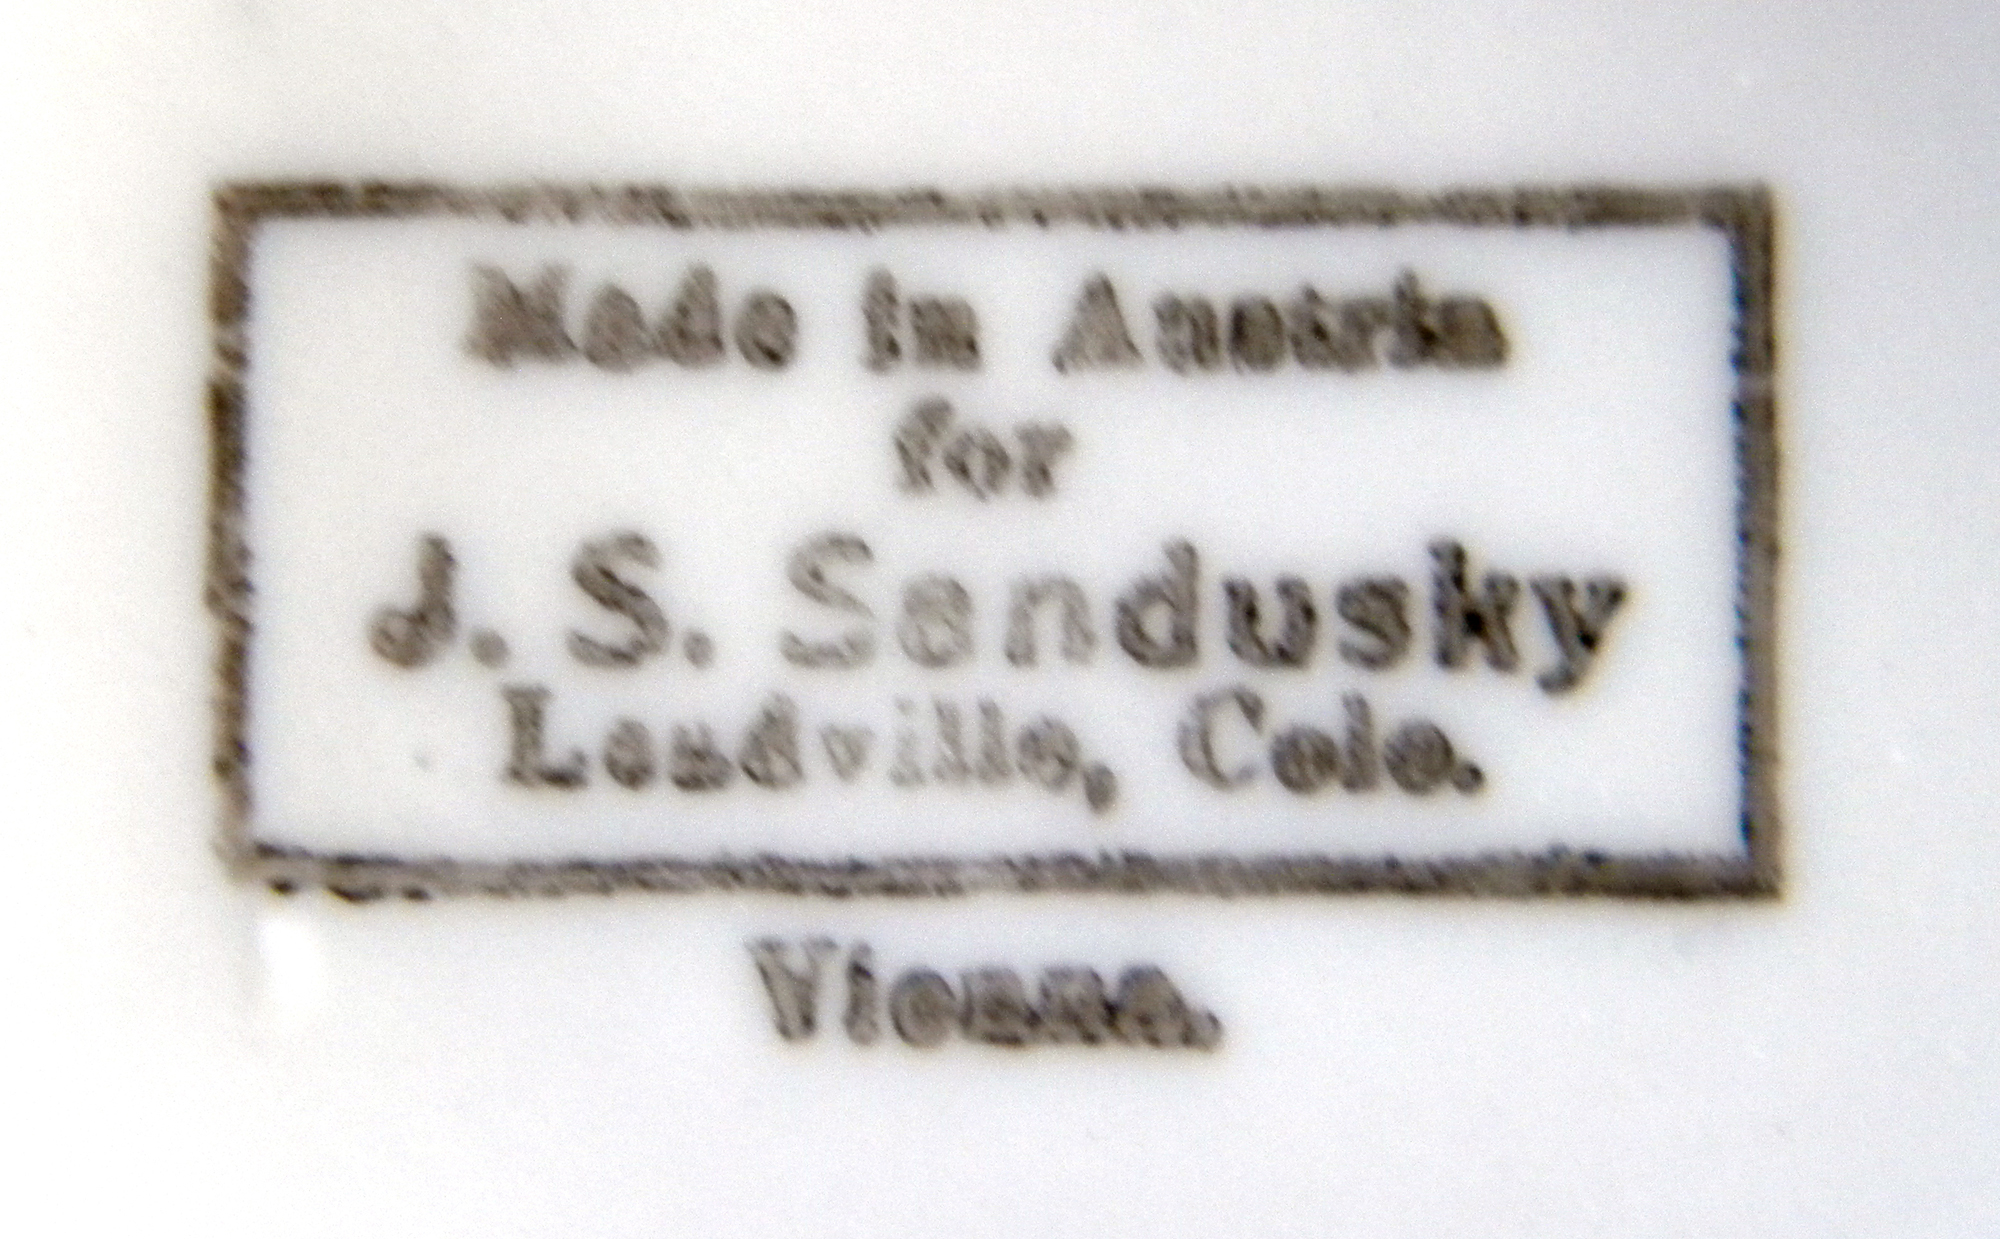 Made in Austria
for
J. S. Sandusky
Leadville, Colo.
Vienna.